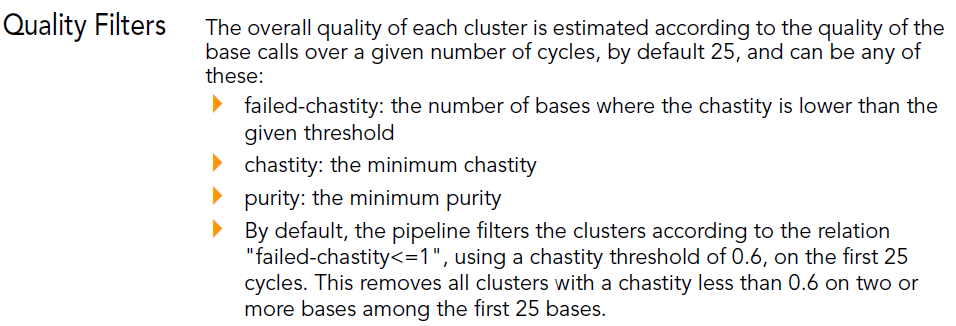 Quality Filters
The overall quality of each cluster is estimated according to the quality of the
base calls over a given number of cycles, by default 25, and can be any of
these:
failed-chastity: the number of bases where the chastity is lower than the
given threshold
chastity: the minimum chastity
purity: the minimum purity
By default, the pipeline filters the clusters according to the relation
"failed-chastity<=1", using a chastity threshold of 0.6, on the first 25
cycles. This removes all clusters with a chastity less than 0.6 on two or
more bases among the first 25 bases.